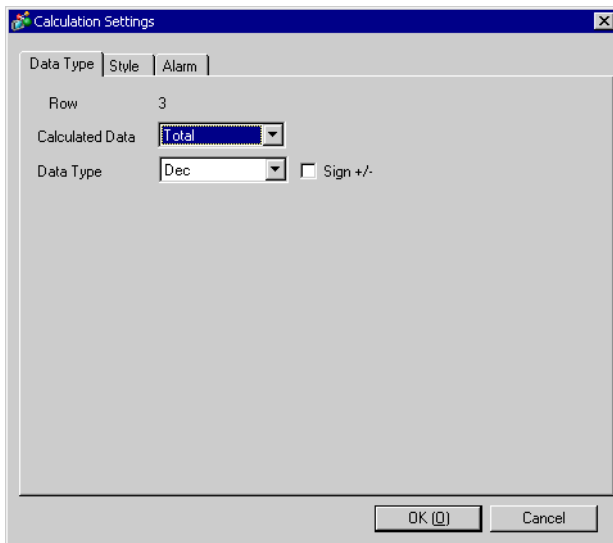 Calculation Settings
Data Type Style Alarm
Row 3
Calculated Data Total
Data Type Dec Sign +/-
OK (O) Cancel